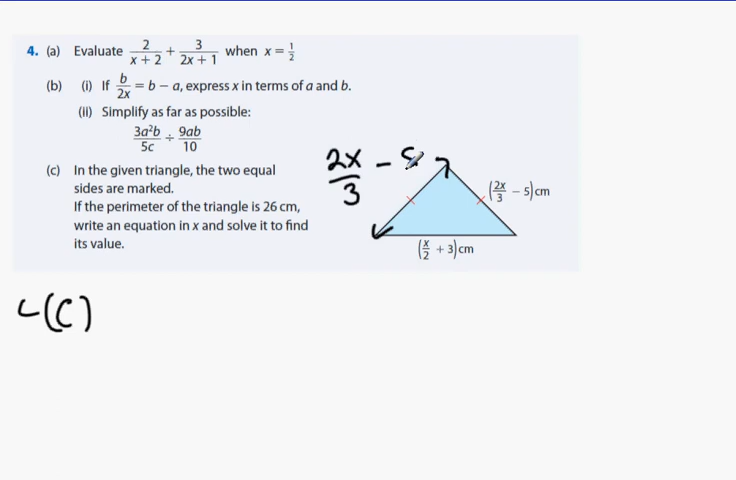 4. (a) Evaluate 2/(x + 2) + 3/(2x + 1) when x = 1/2
(b) (i) If b/2x = b − a, express x in terms of a and b.
(ii) Simplify as far as possible:
3a²b/5c ÷ 9ab/10
(c) In the given triangle, the two equal
sides are marked.
If the perimeter of the triangle is 26 cm,
write an equation in x and solve it to find
its value.
2x/3 − 5
(2x/3 − 5) cm
(x/2 + 3) cm
4(c)